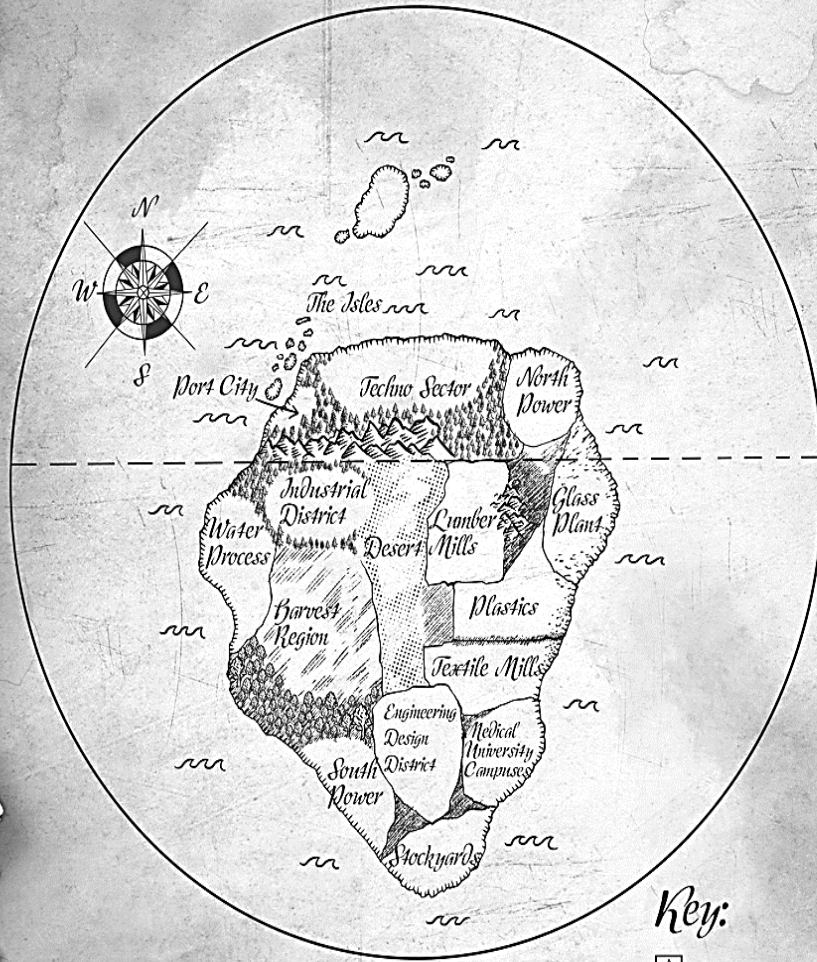 N
W
E
S
The Isles
Port City
Techno Sector
North
Power
Industrial
District
Glass
Plant
Water
Process
Lumber
Mills
Desert
Harvest
Region
Plastics
Textile Mills
Engineering
Design
District
Medical
University
Campuses
South
Power
Stockyards
Key: